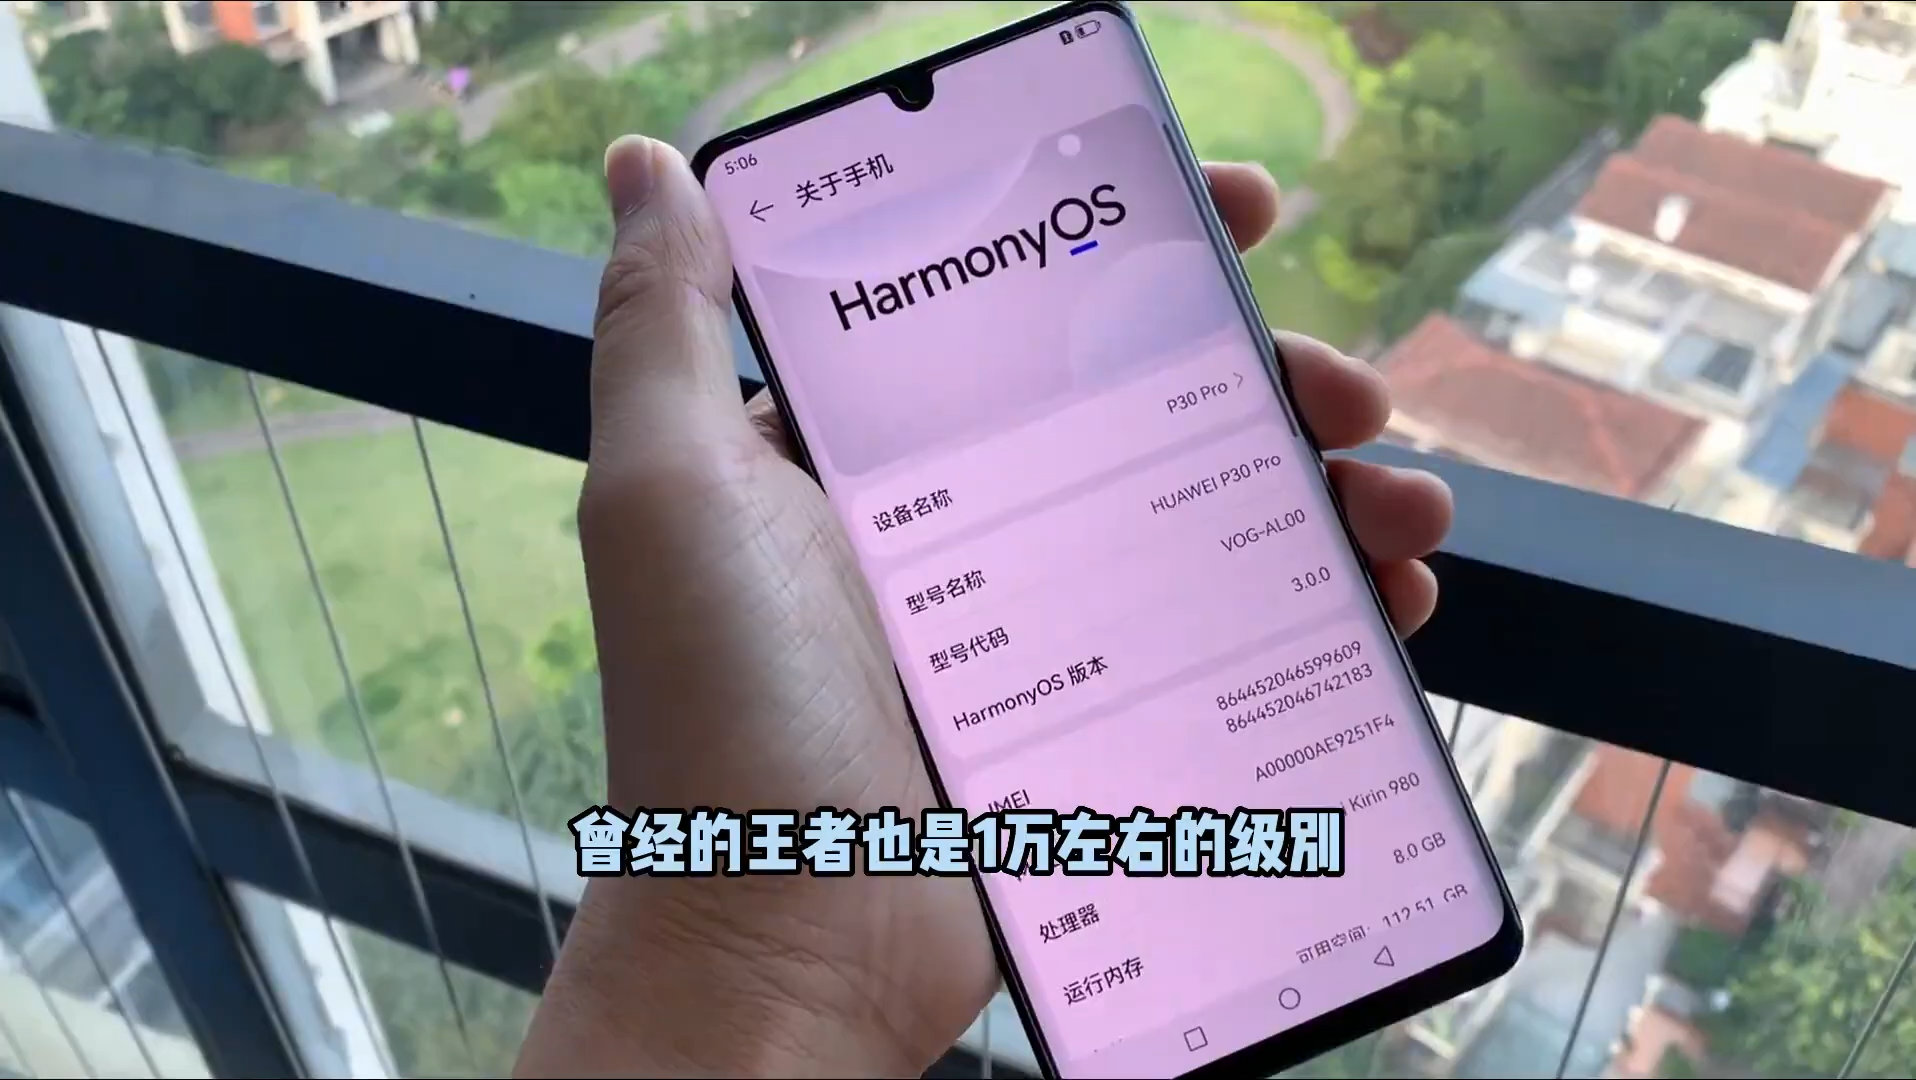 5:06
关于手机
HarmonyOS
设备名称
P30 Pro
型号名称
HUAWEI P30 Pro
型号代码
VOG-AL00
HarmonyOS 版本
3.0.0
IMEI
864452046599609
864452046742183
A00000AE9251F4
处理器
Kirin 980
运行内存
8.0 GB
可用空间: 112.51 GB
曾经的王者也是1万左右的级别